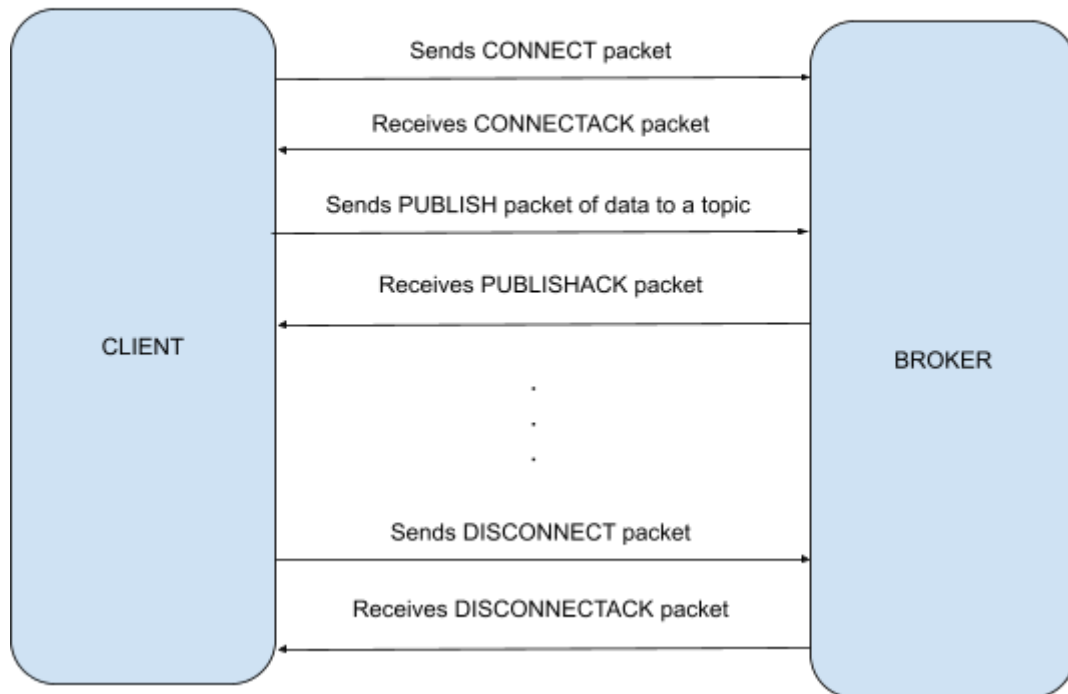 Sends CONNECT packet
Receives CONNECTACK packet
Sends PUBLISH packet of data to a topic
Receives PUBLISHACK packet
CLIENT
BROKER
.
.
.
Sends DISCONNECT packet
Receives DISCONNECTACK packet